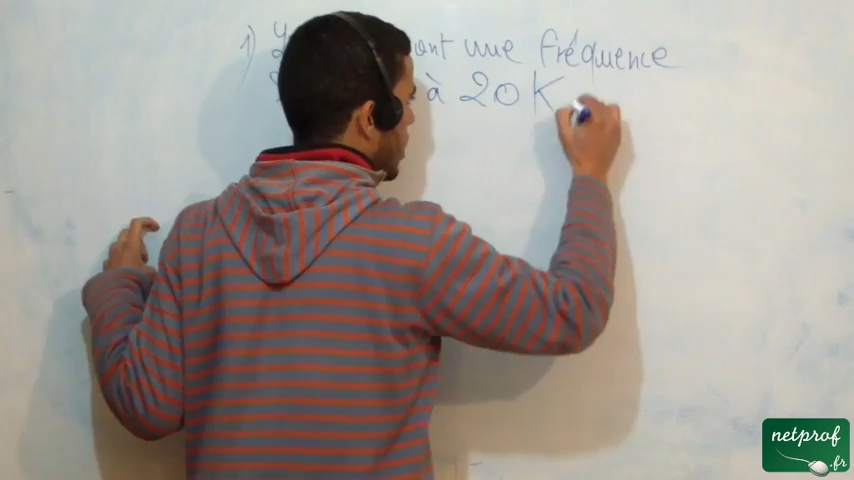 1) ont une fréquence
à 20 K
netprof
.fr